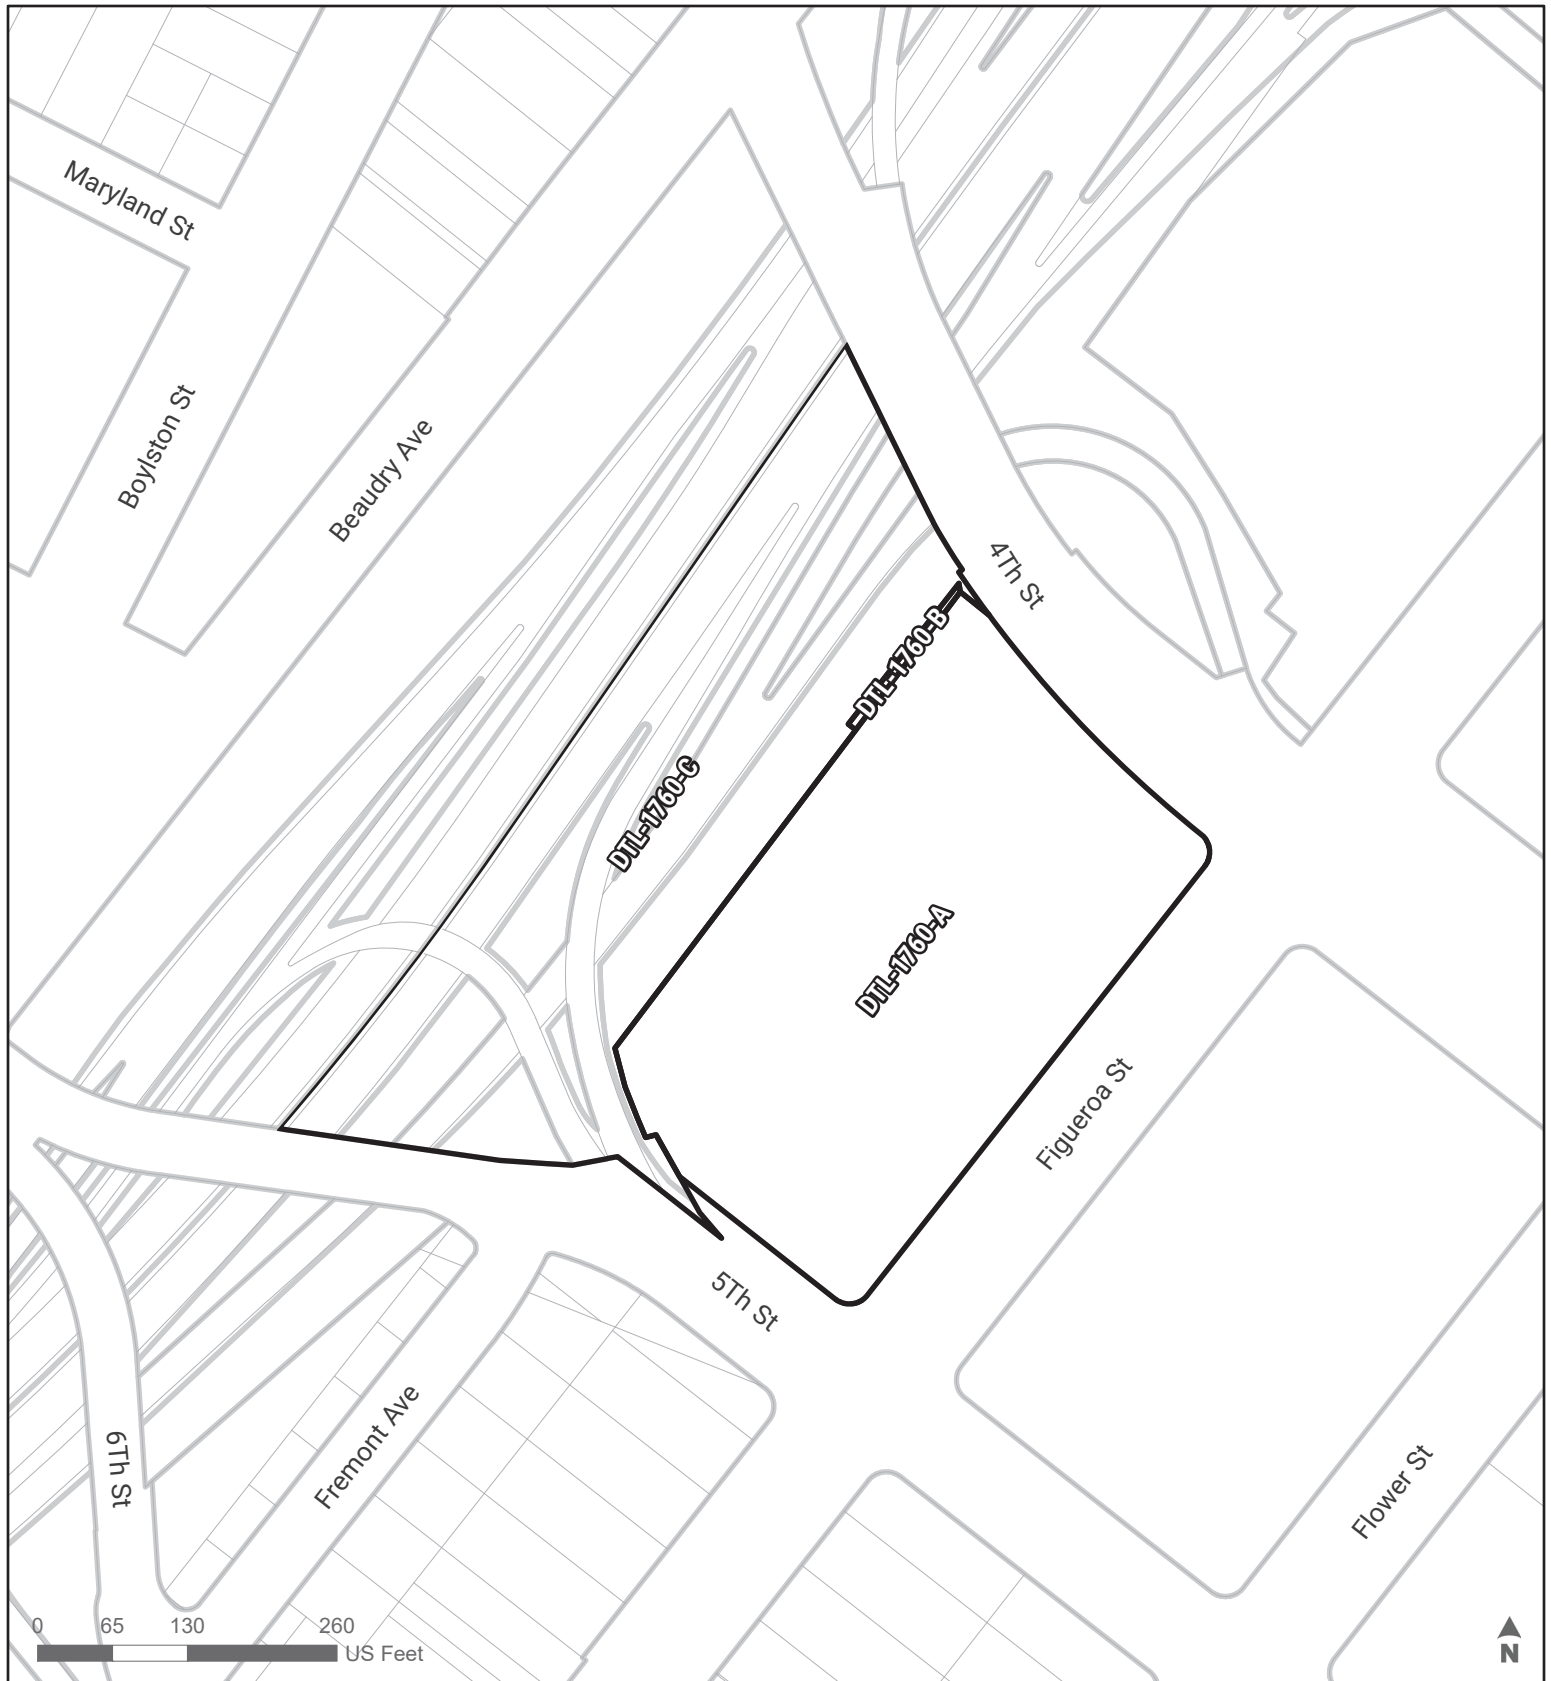 Maryland St
Boylston St
Beaudry Ave
4Th St
DTL-1760-B
DTL-1760-C
DTL-1760-A
Figueroa St
5Th St
Fremont Ave
6Th St
Flower St
0 65 130 260
US Feet
N